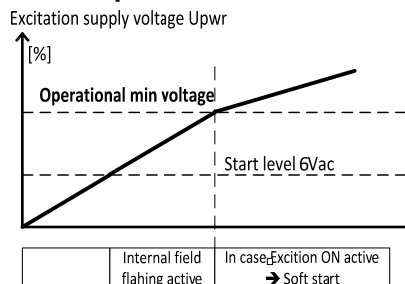 Excitation supply voltage Upwr
[%]
Operational min voltage
Start level 6Vac
Internal field
flahing active
In case Excition ON active
➔ Soft start